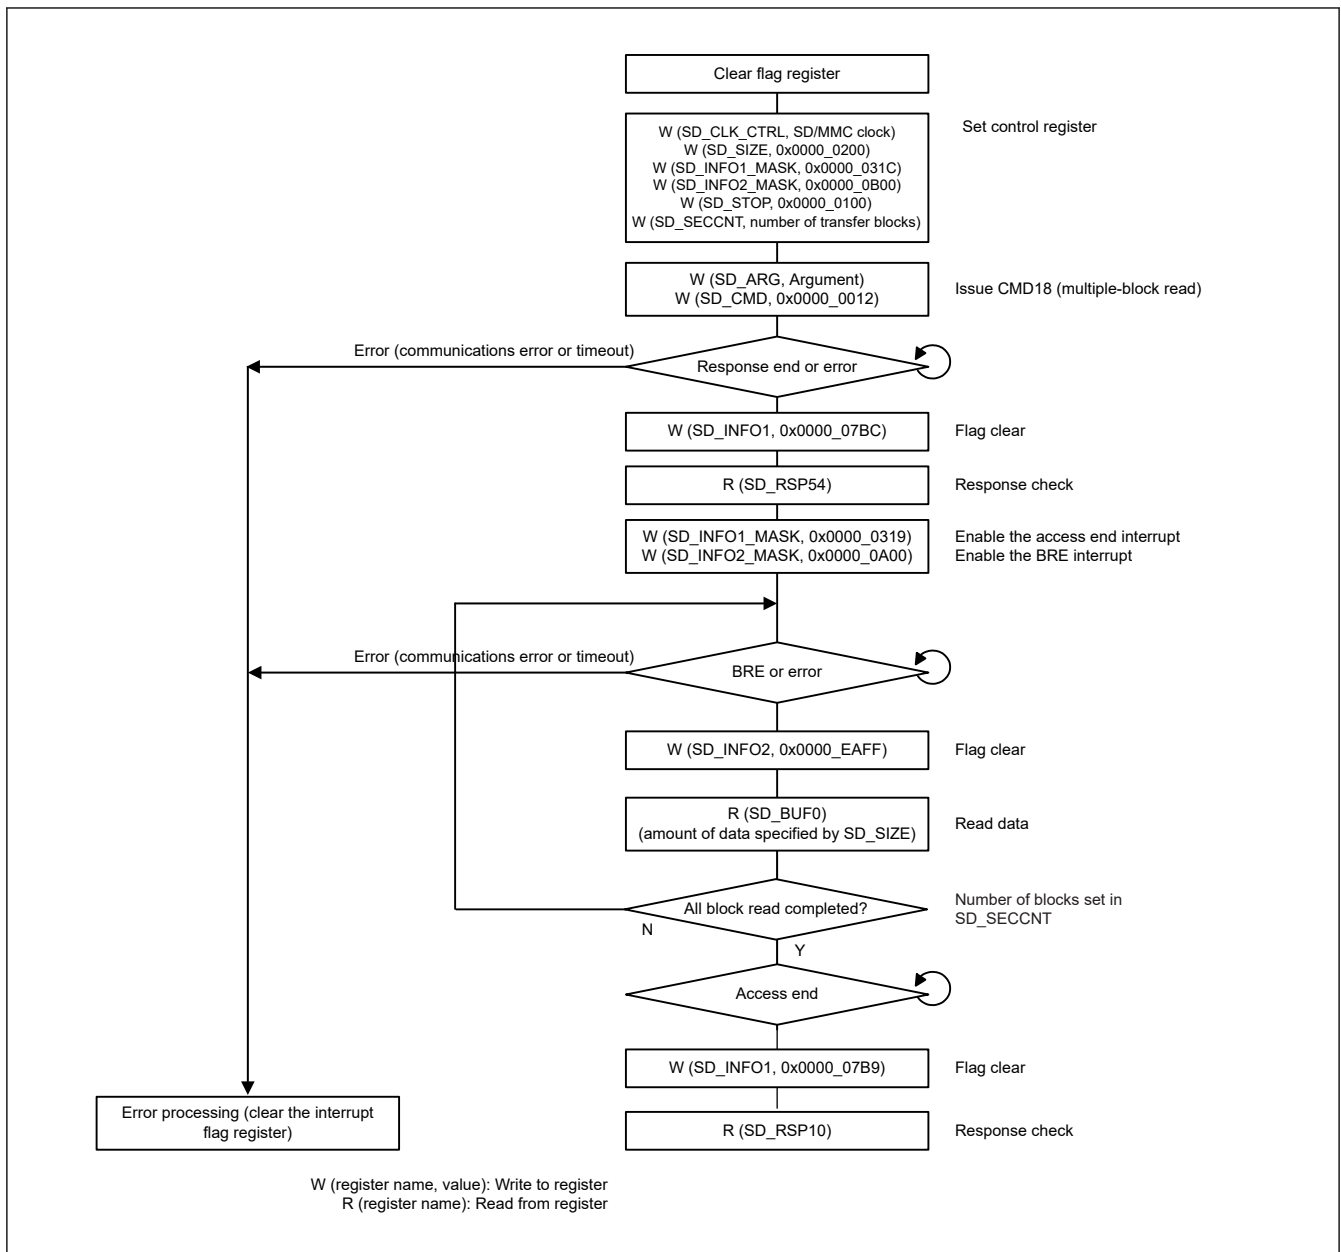 Clear flag register
W (SD_CLK_CTRL, SD/MMC clock)
W (SD_SIZE, 0x0000_0200)
W (SD_INFO1_MASK, 0x0000_031C)
W (SD_INFO2_MASK, 0x0000_0B00)
W (SD_STOP, 0x0000_0100)
W (SD_SECCNT, number of transfer blocks)
Set control register
W (SD_ARG, Argument)
W (SD_CMD, 0x0000_0012)
Issue CMD18 (multiple-block read)
Error (communications error or timeout)
Response end or error
W (SD_INFO1, 0x0000_07BC)
Flag clear
R (SD_RSP54)
Response check
W (SD_INFO1_MASK, 0x0000_0319)
W (SD_INFO2_MASK, 0x0000_0A00)
Enable the access end interrupt
Enable the BRE interrupt
Error (communications error or timeout)
BRE or error
W (SD_INFO2, 0x0000_EAFF)
Flag clear
R (SD_BUF0)
(amount of data specified by SD_SIZE)
Read data
All block read completed?
Number of blocks set in
SD_SECCNT
N
Y
Access end
W (SD_INFO1, 0x0000_07B9)
Flag clear
Error processing (clear the interrupt
flag register)
R (SD_RSP10)
Response check
W (register name, value): Write to register
R (register name): Read from register